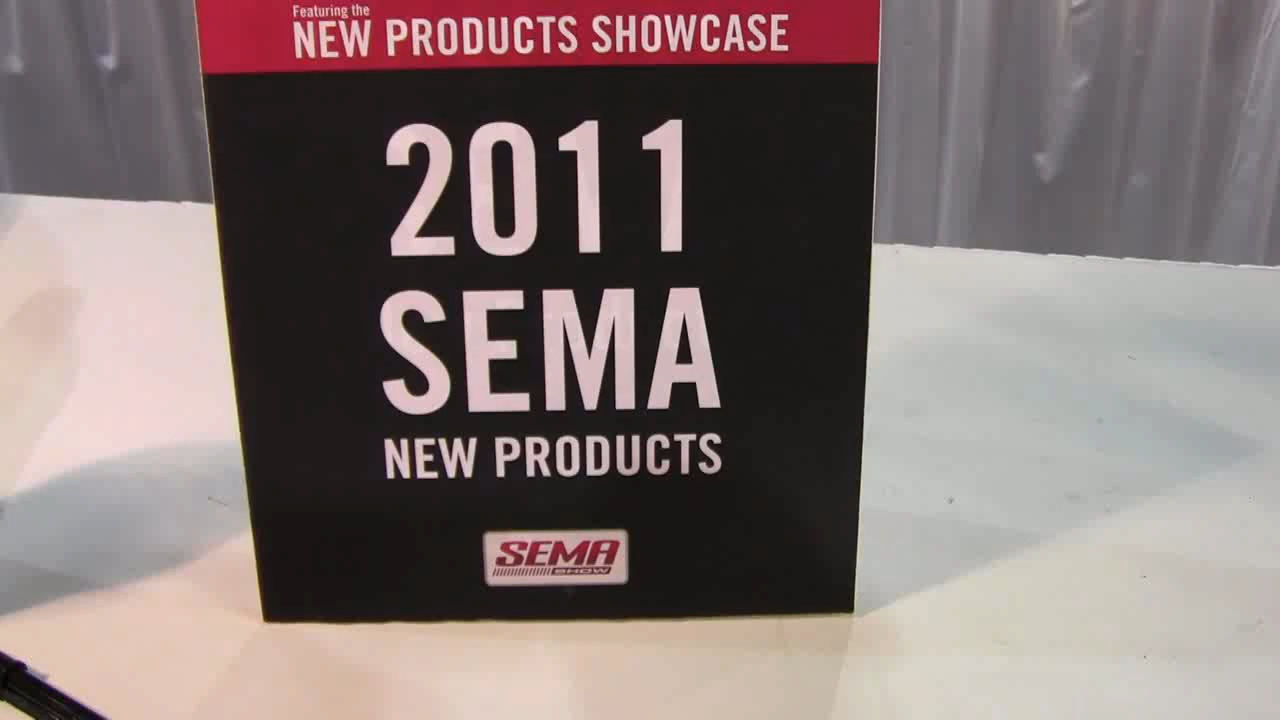 Featuring the
NEW PRODUCTS SHOWCASE
2011
SEMA
NEW PRODUCTS
SEMA
SHOW